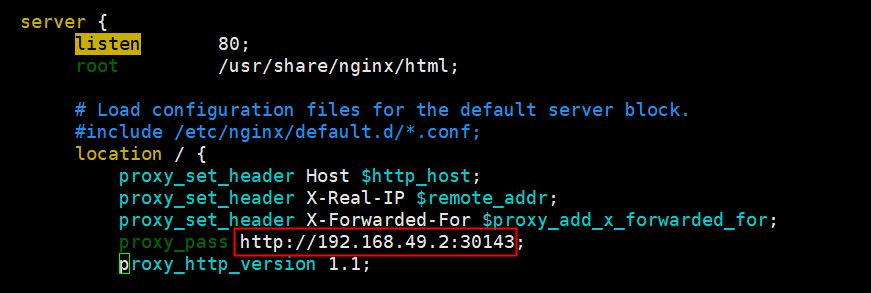 server {
listen 80;
root /usr/share/nginx/html;
# Load configuration files for the default server block.
#include /etc/nginx/default.d/*.conf;
location / {
proxy_set_header Host $http_host;
proxy_set_header X-Real-IP $remote_addr;
proxy_set_header X-Forwarded-For $proxy_add_x_forwarded_for;
proxy_pass http://192.168.49.2:30143;
proxy_http_version 1.1;